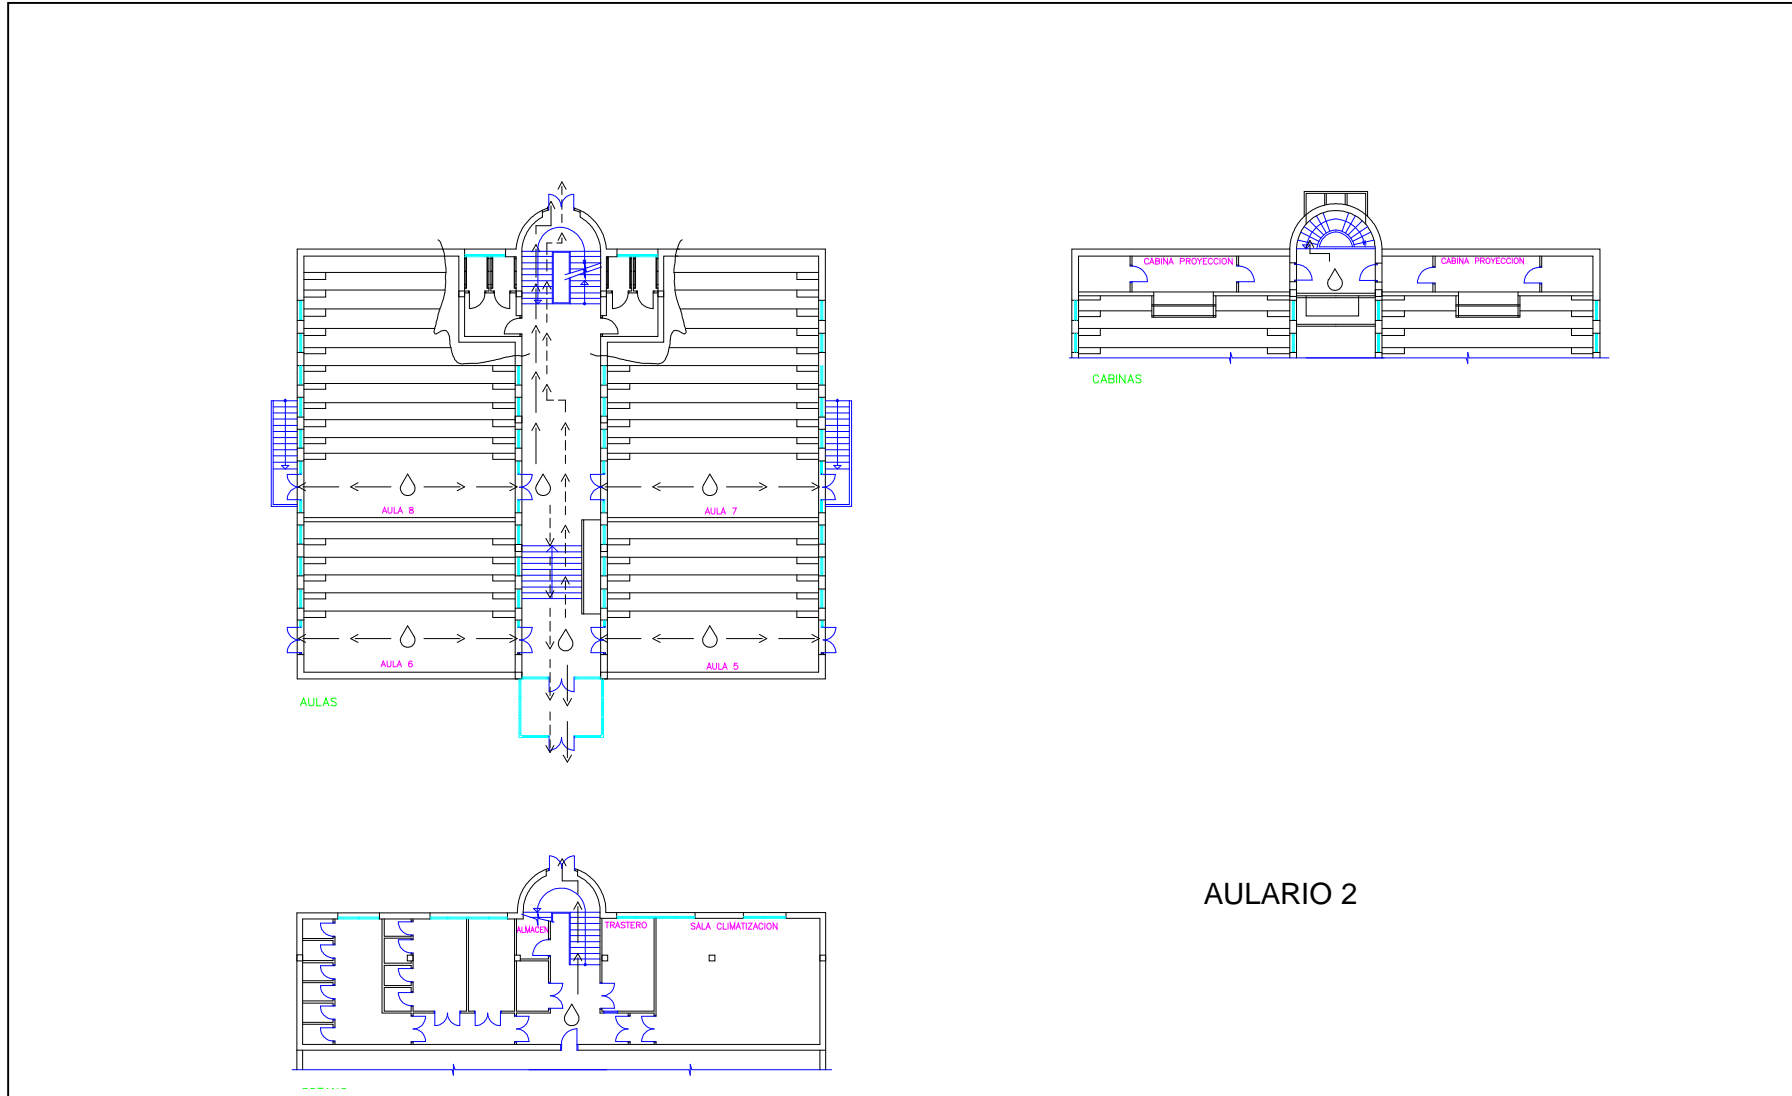 CABINA PROYECCION
CABINA PROYECCION
CABINAS
AULA 8
AULA 7
AULA 6
AULA 5
AULAS
AULARIO 2
ALMACEN
TRASTERO
SALA CLIMATIZACION